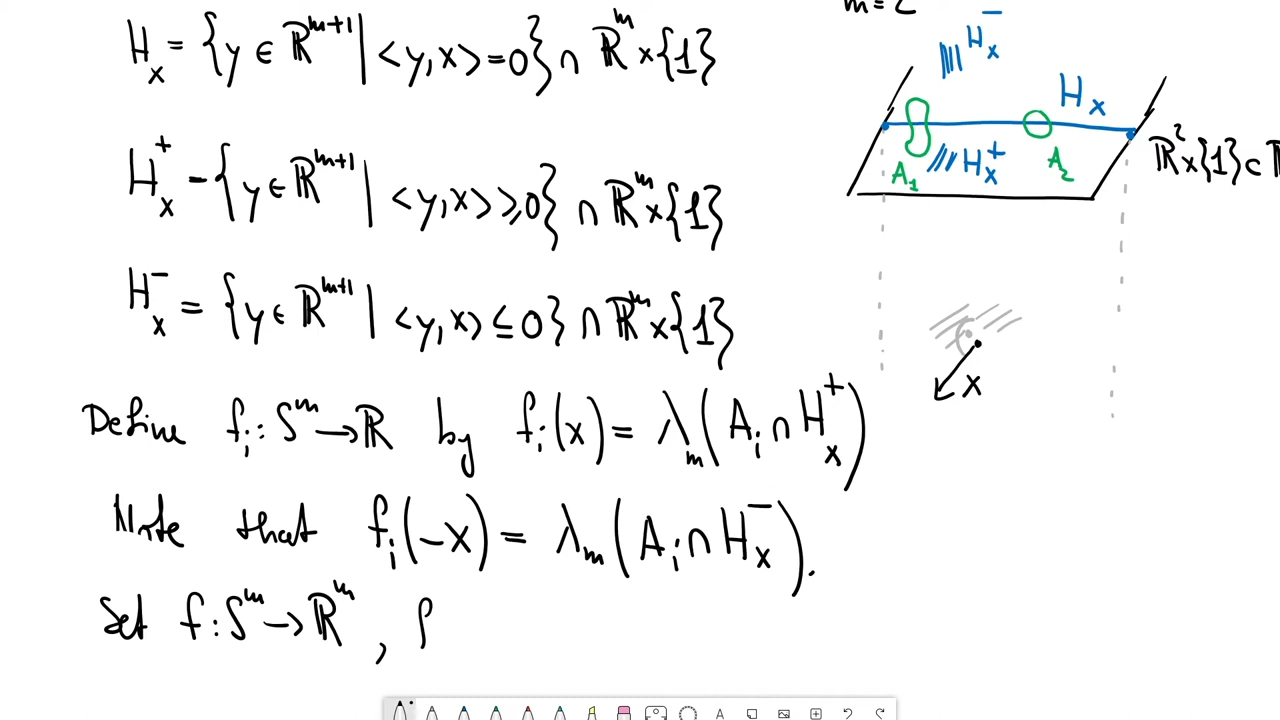 m=2
H_x = {y ∈ ℝ^{m+1} | <y,x>=0} ∩ ℝ^m×{1}
H_x^+ = {y ∈ ℝ^{m+1} | <y,x> ≥ 0} ∩ ℝ^m×{1}
H_x^- = {y ∈ ℝ^{m+1} | <y,x> ≤ 0} ∩ ℝ^m×{1}
Define f_i: S^m → ℝ by f_i(x) = λ_m(A_i ∩ H_x^+)
Note that f_i(-x) = λ_m(A_i ∩ H_x^-).
Set f: S^m → ℝ^m, f
H_x^-
H_x
A_1
H_x^+
A_2
ℝ^2×{1}⊂ℝ
x